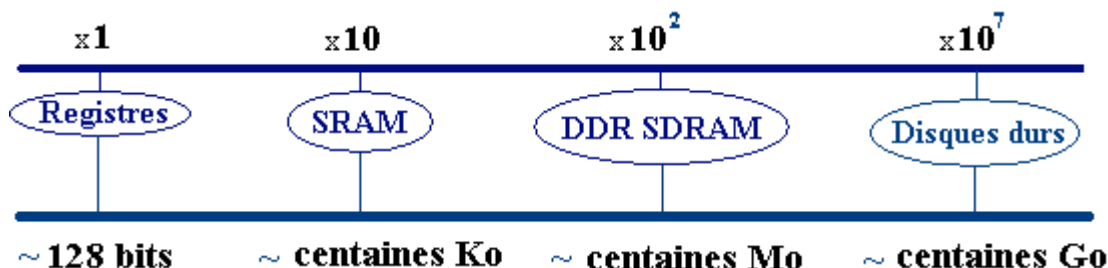 x1 x10 x10² x10⁷
Registres SRAM DDR SDRAM Disques durs
~ 128 bits ~ centaines Ko ~ centaines Mo ~ centaines Go